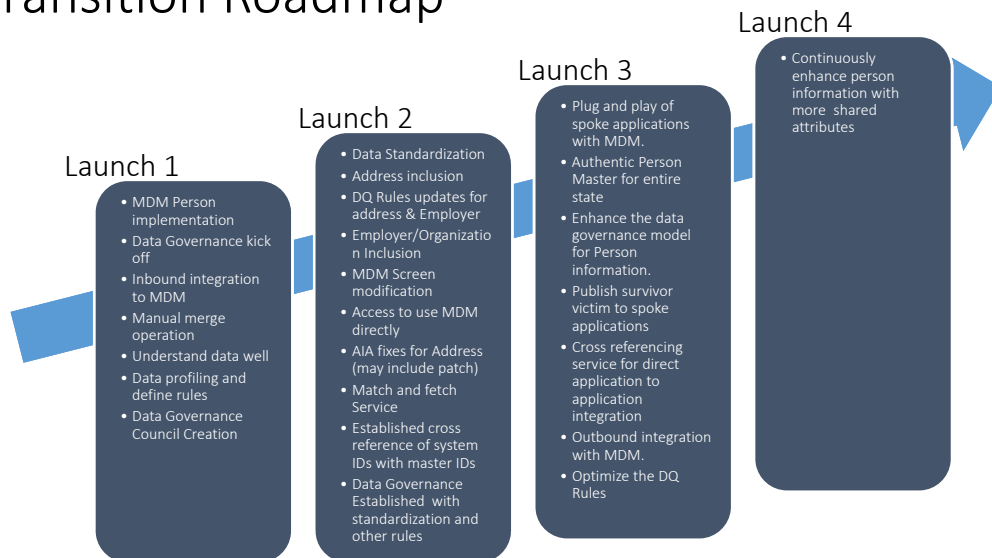 ransition Roadmap
Launch 1
• MDM Person
implementation
• Data Governance kick
off
• Inbound integration
to MDM
• Manual merge
operation
• Understand data well
• Data profiling and
define rules
• Data Governance
Council Creation
Launch 2
• Data Standardization
• Address inclusion
• DQ Rules updates for
address & Employer
• Employer/Organizatio
n Inclusion
• MDM Screen
modification
• Access to use MDM
directly
• AIA fixes for Address
(may include patch)
• Match and fetch
Service
• Established cross
reference of system
IDs with master IDs
• Data Governance
Established with
standardization and
other rules
Launch 3
• Plug and play of
spoke applications
with MDM.
• Authentic Person
Master for entire
state
• Enhance the data
governance model
for Person
information.
• Publish survivor
victim to spoke
applications
• Cross referencing
service for direct
application to
application
integration
• Outbound integration
with MDM.
• Optimize the DQ
Rules
Launch 4
• Continuously
enhance person
information with
more shared
attributes